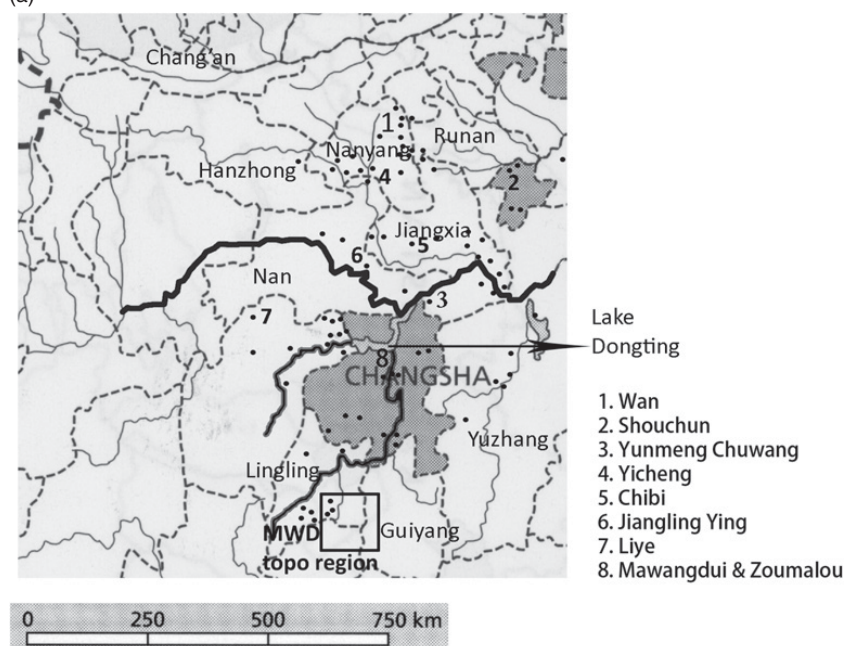 (a)
Chang'an
1
Runan
Nanyang
Hanzhong
4
2
Jiangxia
5
6
Nan
3
7
Lake
Dongting
8
CHANGSHA
Yuzhang
Lingling
MWD
Guiyang
topo region
1. Wan
2. Shouchun
3. Yunmeng Chuwang
4. Yicheng
5. Chibi
6. Jiangling Ying
7. Liye
8. Mawangdui & Zoumalou
0 250 500 750 km